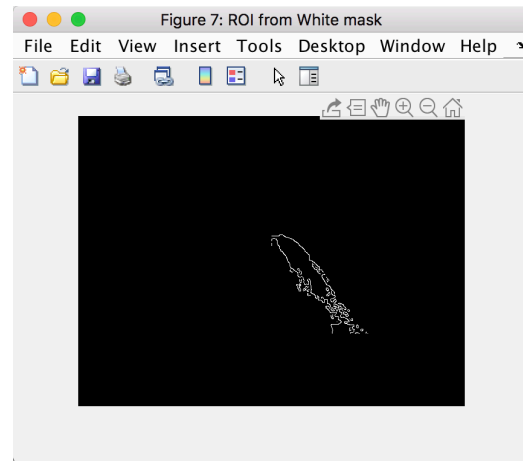 Figure 7: ROI from White mask
File Edit View Insert Tools Desktop Window Help